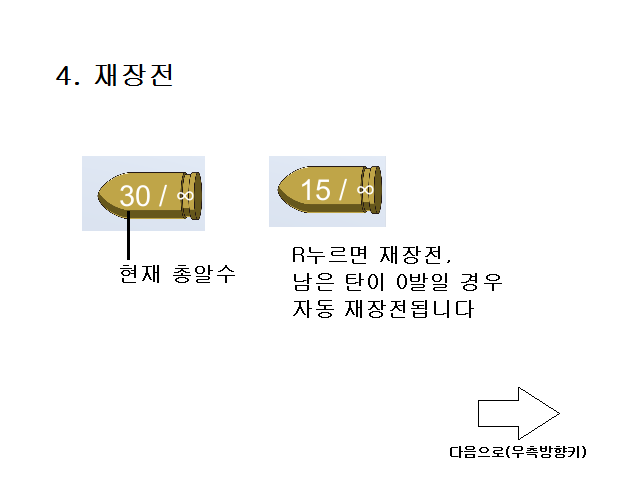 4. 재장전
30 / ∞
15 / ∞
현재 총알수
R누르면 재장전,
남은 탄이 0발일 경우
자동 재장전됩니다
다음으로(우측방향키)